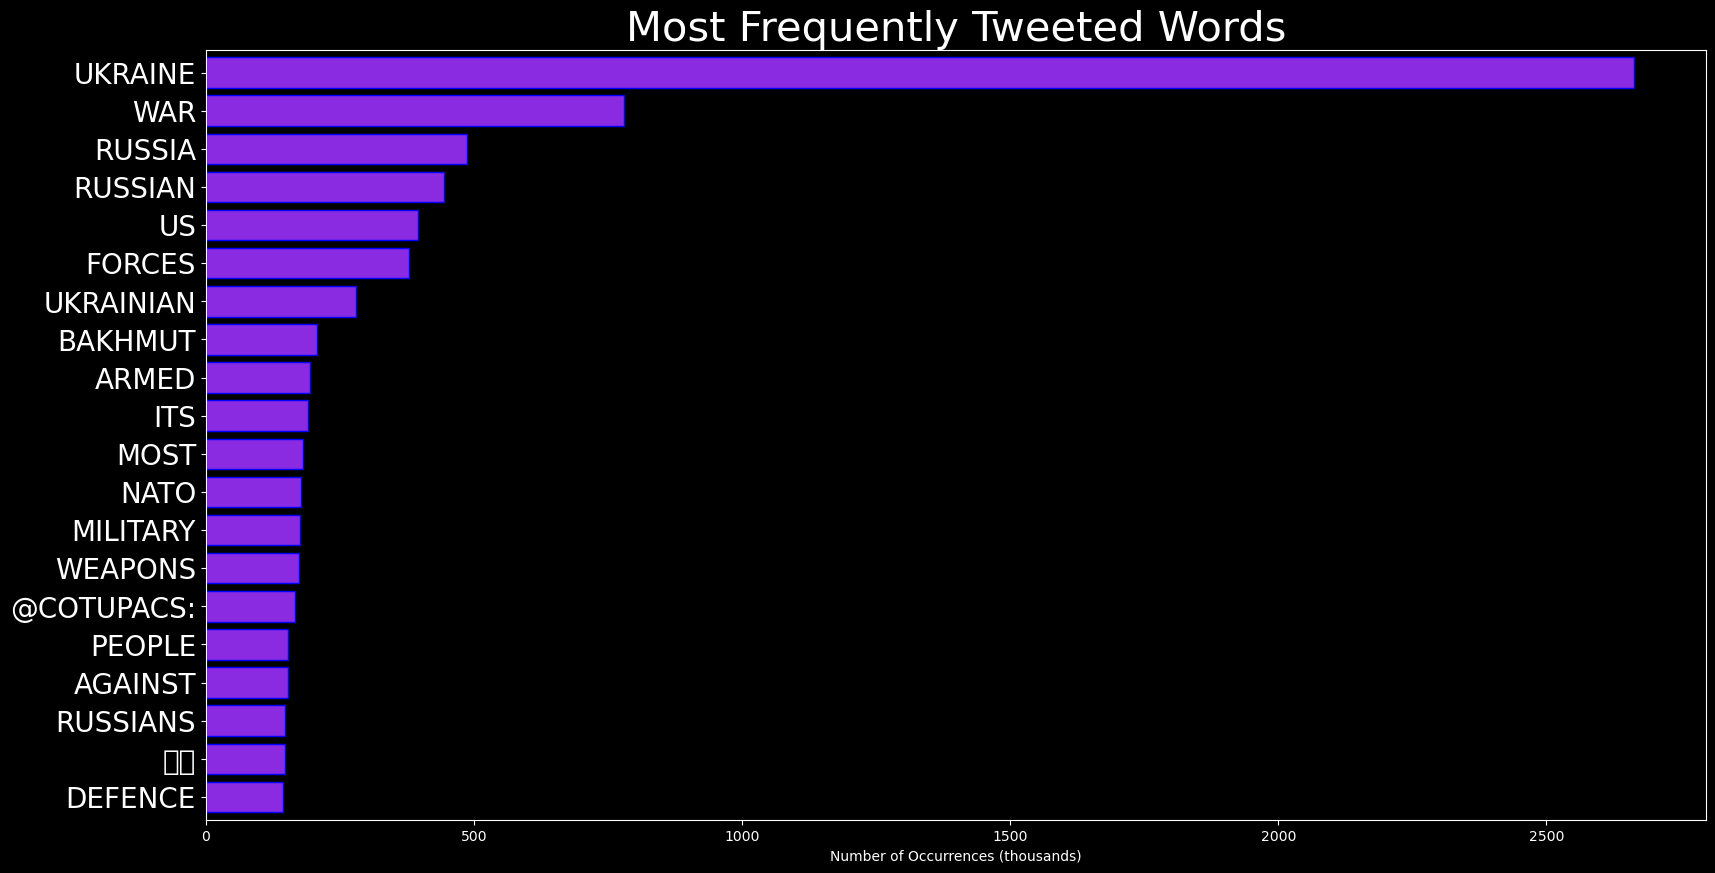 Most Frequently Tweeted Words
UKRAINE
WAR
RUSSIA
RUSSIAN
US
FORCES
UKRAINIAN
BAKHMUT
ARMED
ITS
MOST
NATO
MILITARY
WEAPONS
@COTUPACS:
PEOPLE
AGAINST
RUSSIANS
DEFENCE
0 500 1000 1500 2000 2500
Number of Occurrences (thousands)